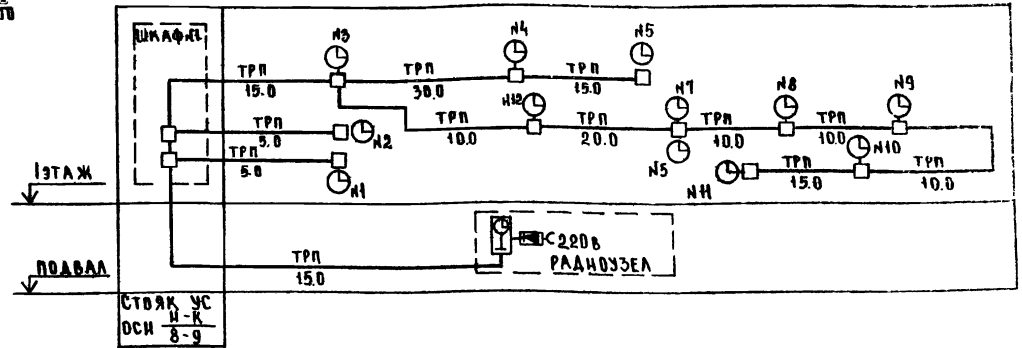 ШКАФ №2
N3
N4
N5
ТРП
15.0
ТРП
30.0
ТРП
15.0
N12
N7
N8
N9
ТРП
5.0
N2
ТРП
10.0
ТРП
20.0
ТРП
10.0
ТРП
10.0
ТРП
5.0
N1
N5
N11
ТРП
15.0
N10
ТРП
10.0
1ЭТАЖ
220В
РАДИОУЗЕЛ
ТРП
15.0
ПОДВАЛ
СТОЯК УС
ОСИ И-К
8-9